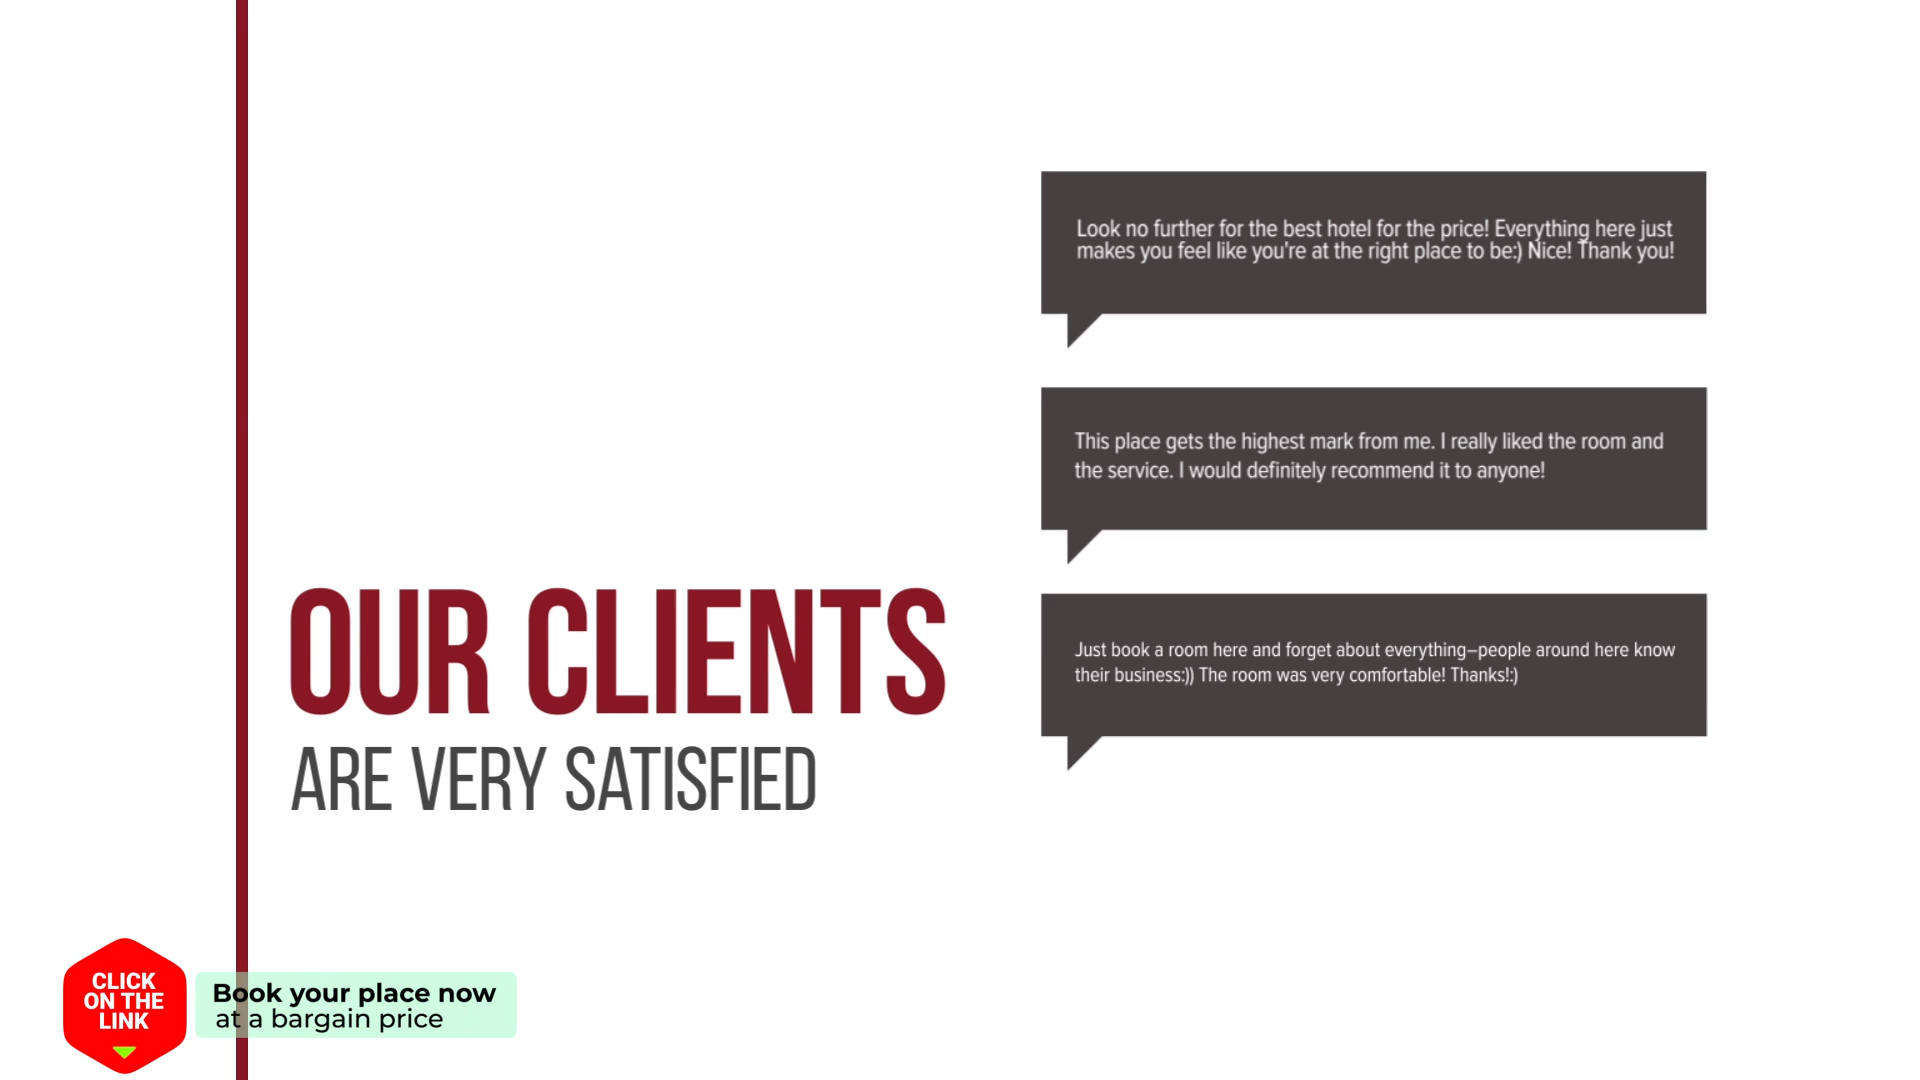 Look no further for the best hotel for the price! Everything here just
makes you feel like you're at the right place to be:) Nice! Thank you!
This place gets the highest mark from me. I really liked the room and
the service. I would definitely recommend it to anyone!
Just book a room here and forget about everything–people around here know
their business:)) The room was very comfortable! Thanks!:)
OUR CLIENTS
ARE VERY SATISFIED
CLICK
ON THE
LINK
Book your place now
at a bargain price